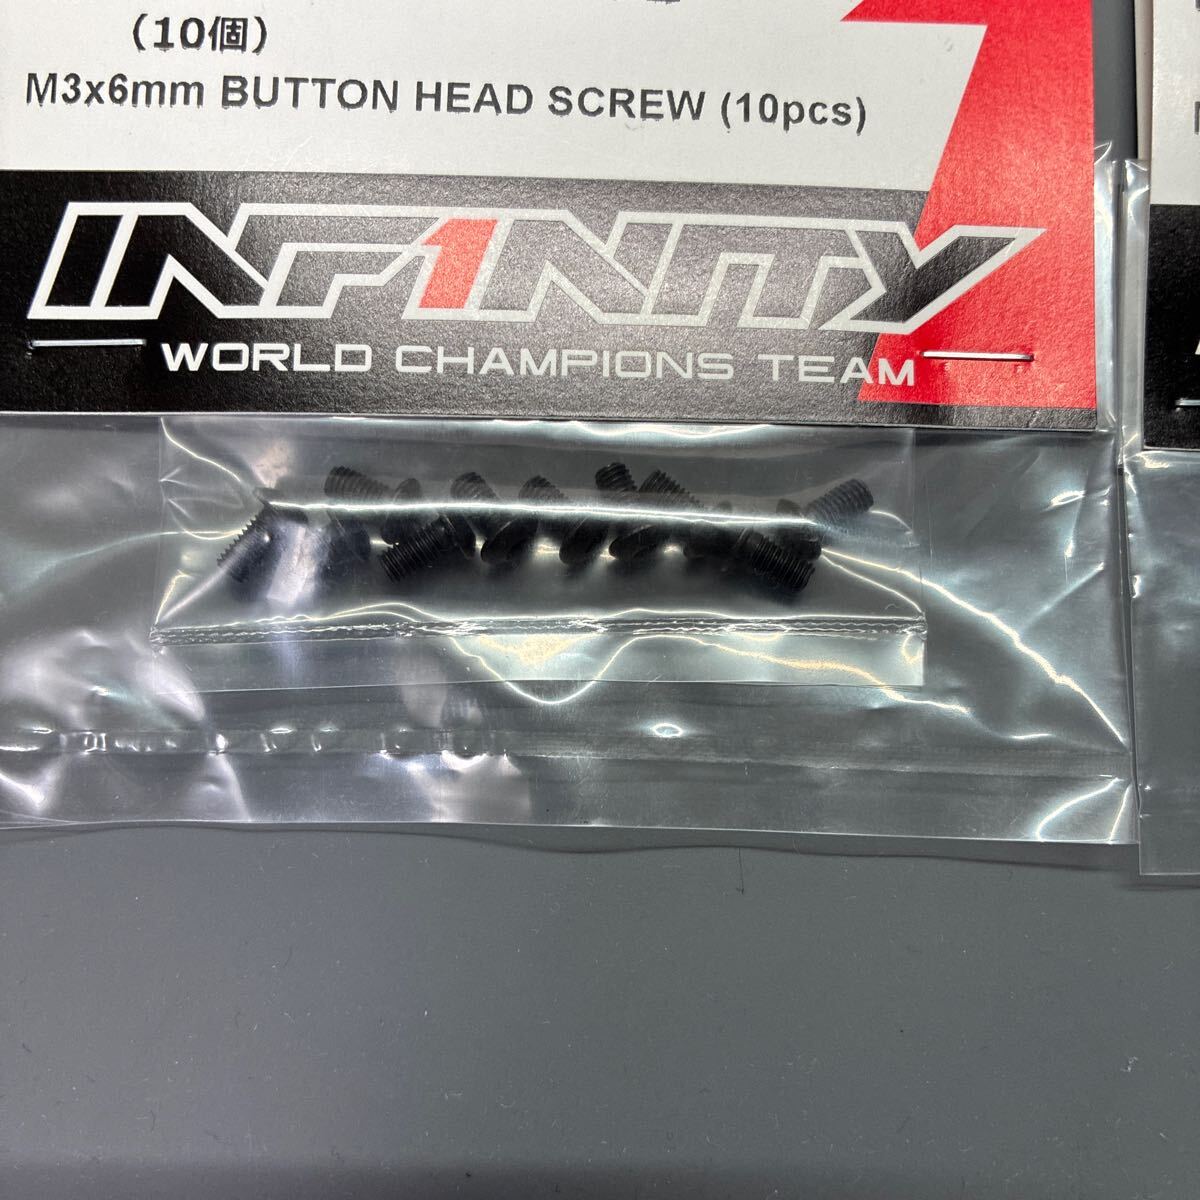 （10個）
M3x6mm BUTTON HEAD SCREW (10pcs)
INF1NITY
WORLD CHAMPIONS TEAM